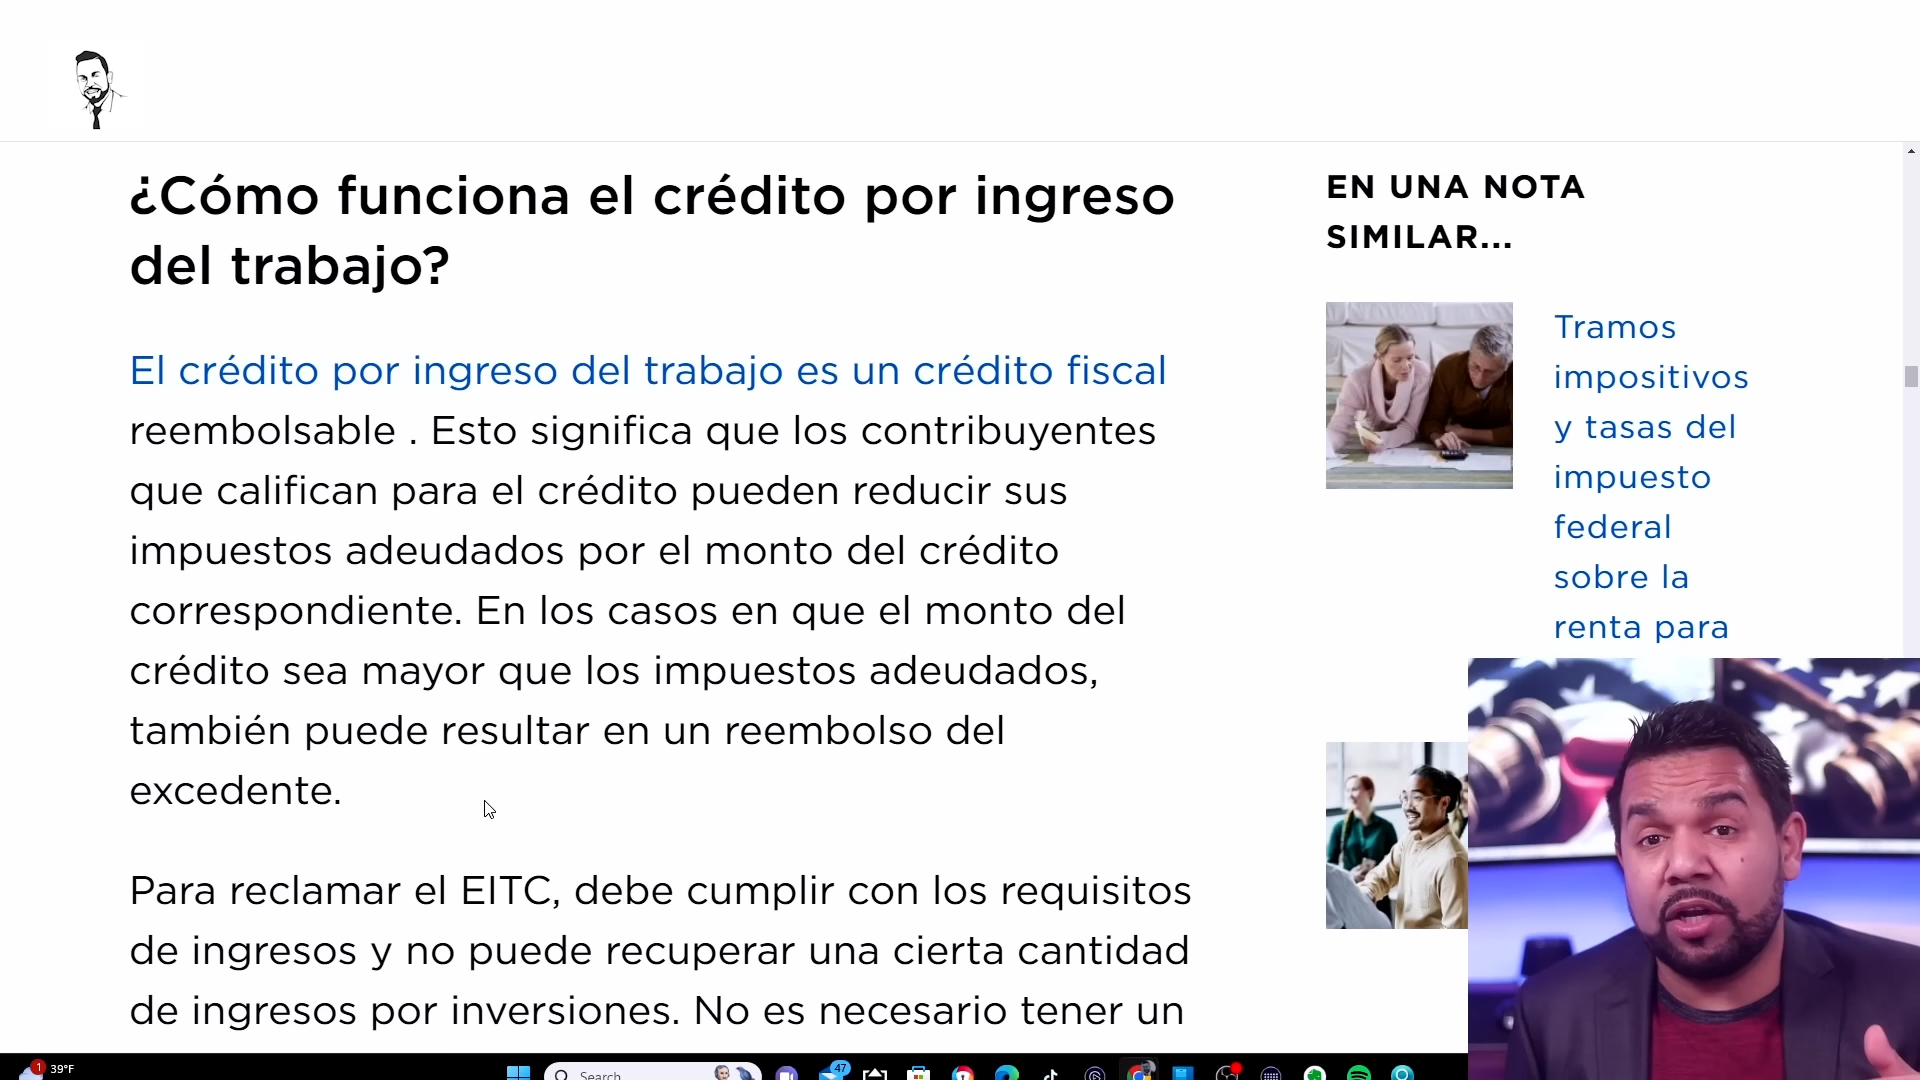 ¿Cómo funciona el crédito por ingreso
del trabajo?
El crédito por ingreso del trabajo es un crédito fiscal
reembolsable . Esto significa que los contribuyentes
que califican para el crédito pueden reducir sus
impuestos adeudados por el monto del crédito
correspondiente. En los casos en que el monto del
crédito sea mayor que los impuestos adeudados,
también puede resultar en un reembolso del
excedente.
Para reclamar el EITC, debe cumplir con los requisitos
de ingresos y no puede recuperar una cierta cantidad
de ingresos por inversiones. No es necesario tener un
EN UNA NOTA
SIMILAR...
Tramos
impositivos
y tasas del
impuesto
federal
sobre la
renta para
1
39°F
Search
47